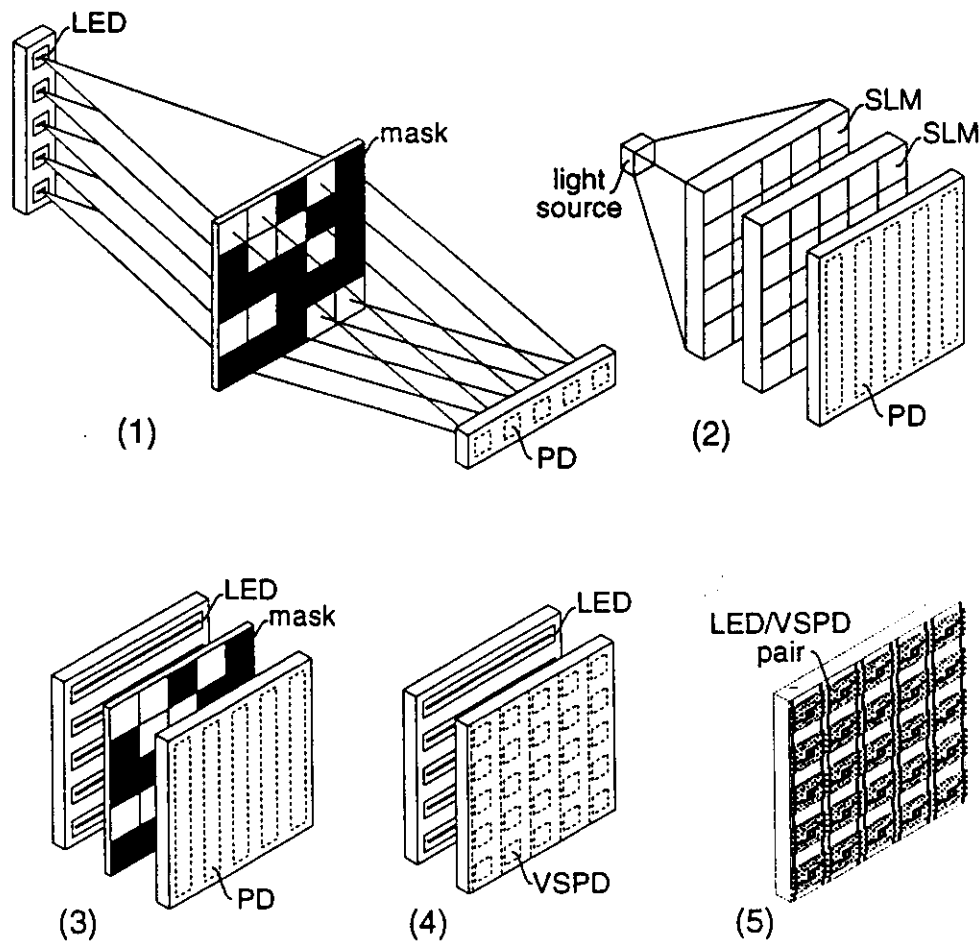 LED
mask
PD
(1)
SLM
SLM
light
source
PD
(2)
LED
mask
PD
(3)
LED
VSPD
(4)
LED/VSPD
pair
(5)